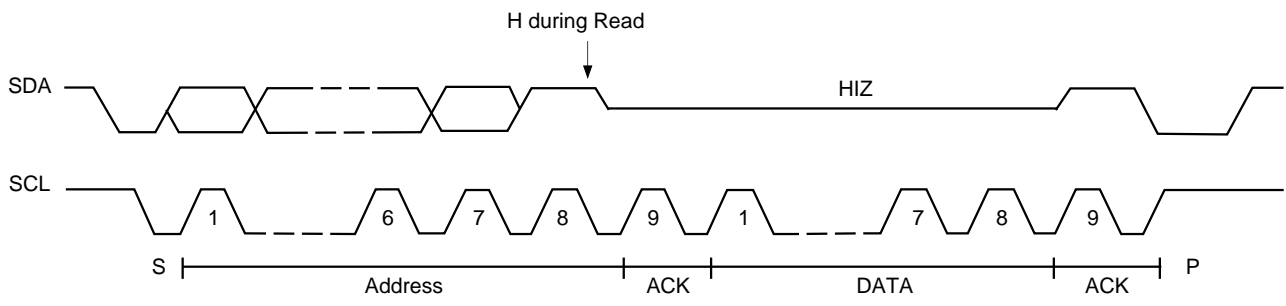 H during Read
SDA
HIZ
SCL
1 6 7 8 9 1 7 8 9
S P
Address ACK DATA ACK